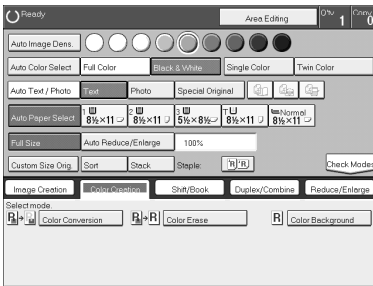 Ready Area Editing Q'ty 1 Copy 0
Auto Image Dens.
Auto Color Select Full Color Black & White Single Color Twin Color
Auto Text / Photo Text Photo Special Original
Auto Paper Select 1 8½×11 2 8½×11 3 5½×8½ T 8½×11 Normal 8½×11
Full Size Auto Reduce/Enlarge 100%
Custom Size Orig. Sort Stack Staple: R R Check Modes
Image Creation Color Creation Shift/Book Duplex/Combine Reduce/Enlarge
Select mode.
R R Color Conversion R R Color Erase R Color Background